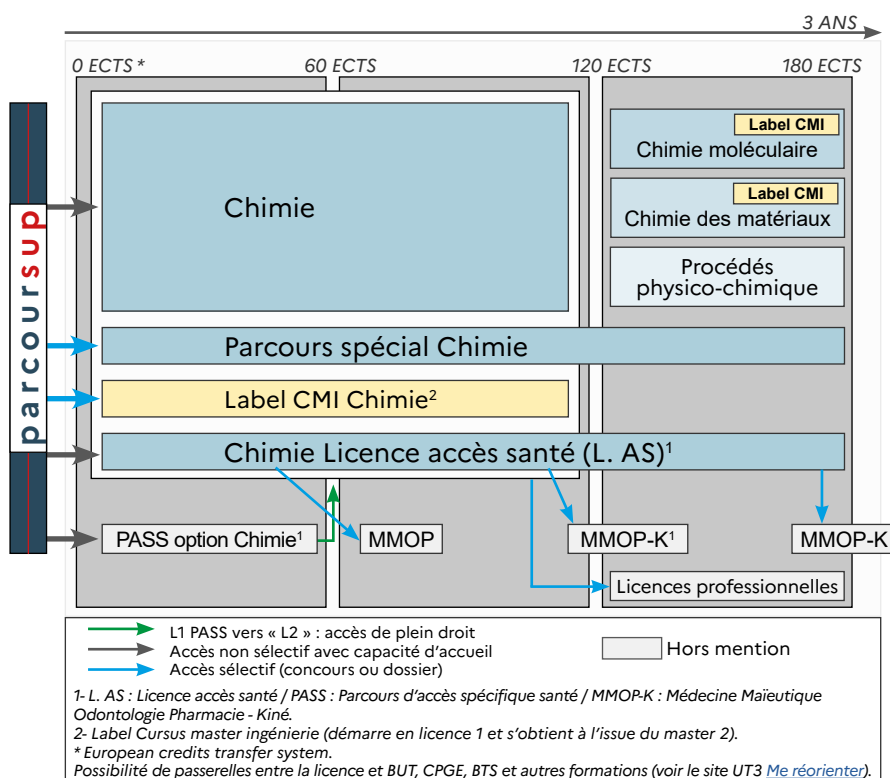 3 ANS
0 ECTS *
60 ECTS
120 ECTS
180 ECTS
parcoursup
Chimie
Label CMI
Chimie moléculaire
Label CMI
Chimie des matériaux
Procédés
physico-chimique
Parcours spécial Chimie
Label CMI Chimie²
Chimie Licence accès santé (L. AS)¹
PASS option Chimie¹
MMOP
MMOP-K¹
MMOP-K
Licences professionnelles
L1 PASS vers « L2 » : accès de plein droit
Accès non sélectif avec capacité d'accueil
Accès sélectif (concours ou dossier)
Hors mention
1- L. AS : Licence accès santé / PASS : Parcours d'accès spécifique santé / MMOP-K : Médecine Maïeutique
Odontologie Pharmacie - Kiné.
2- Label Cursus master ingénierie (démarre en licence 1 et s'obtient à l'issue du master 2).
* European credits transfer system.
Possibilité de passerelles entre la licence et BUT, CPGE, BTS et autres formations (voir le site UT3 Me réorienter).